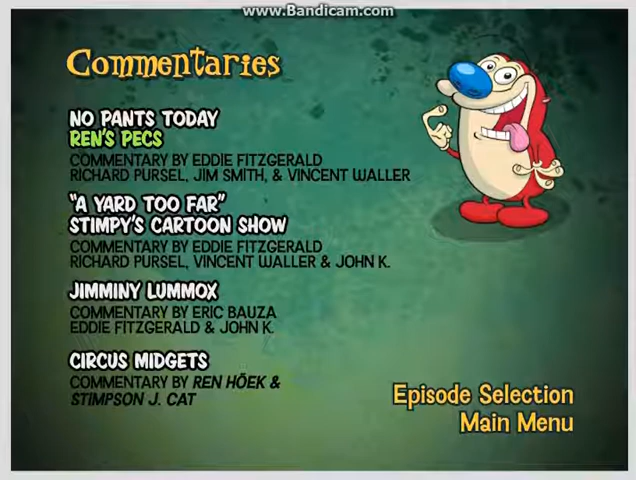 www.Bandicam.com
Commentaries
NO PANTS TODAY
REN'S PECS
COMMENTARY BY EDDIE FITZGERALD
RICHARD PURSEL, JIM SMITH, & VINCENT WALLER
"A YARD TOO FAR"
STIMPY'S CARTOON SHOW
COMMENTARY BY EDDIE FITZGERALD
RICHARD PURSEL, VINCENT WALLER & JOHN K.
JIMMINY LUMMOX
COMMENTARY BY ERIC BAUZA
EDDIE FITZGERALD & JOHN K.
CIRCUS MIDGETS
COMMENTARY BY REN HÖEK &
STIMPSON J. CAT
Episode Selection
Main Menu